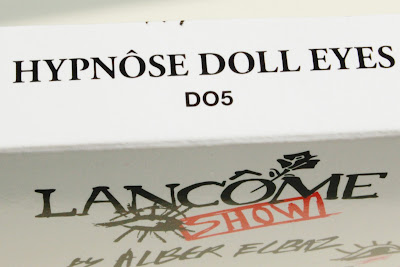 HYPNÔSE DOLL EYES
DO5
LANCÔME
SHOW!
by ALBER ELBAZ